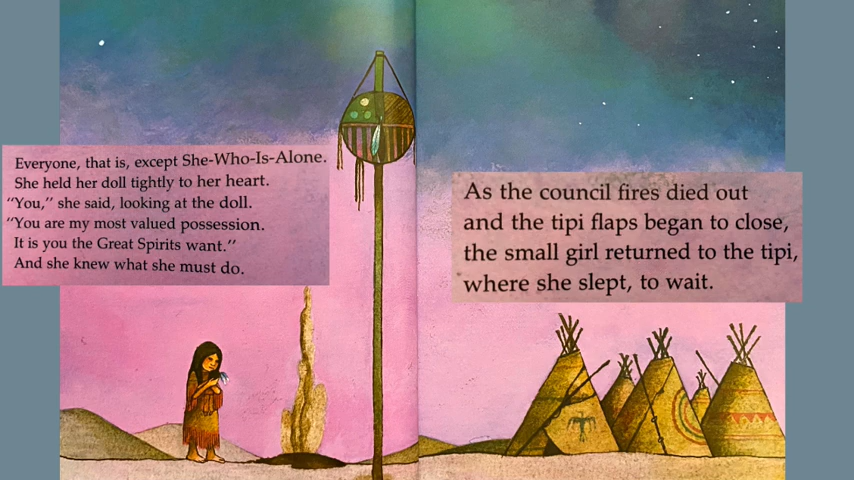 Everyone, that is, except She-Who-Is-Alone.
She held her doll tightly to her heart.
“You,” she said, looking at the doll.
“You are my most valued possession.
It is you the Great Spirits want.”
And she knew what she must do.
As the council fires died out
and the tipi flaps began to close,
the small girl returned to the tipi,
where she slept, to wait.